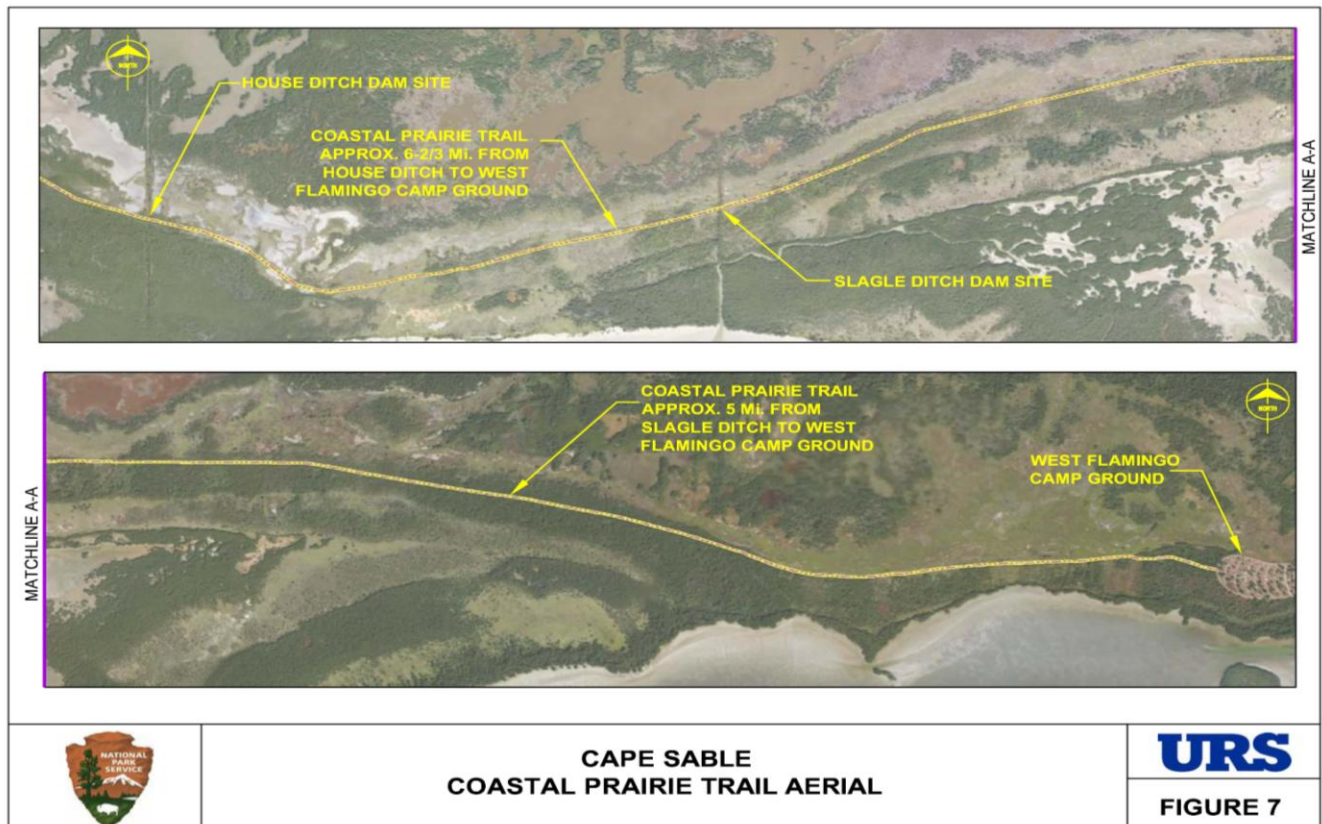 NORTH
HOUSE DITCH DAM SITE
COASTAL PRAIRIE TRAIL
APPROX. 6-2/3 Mi. FROM
HOUSE DITCH TO WEST
FLAMINGO CAMP GROUND
SLAGLE DITCH DAM SITE
MATCHLINE A-A
MATCHLINE A-A
COASTAL PRAIRIE TRAIL
APPROX. 5 Mi. FROM
SLAGLE DITCH TO WEST
FLAMINGO CAMP GROUND
NORTH
WEST FLAMINGO
CAMP GROUND
NATIONAL
PARK
SERVICE
CAPE SABLE
COASTAL PRAIRIE TRAIL AERIAL
URS
FIGURE 7